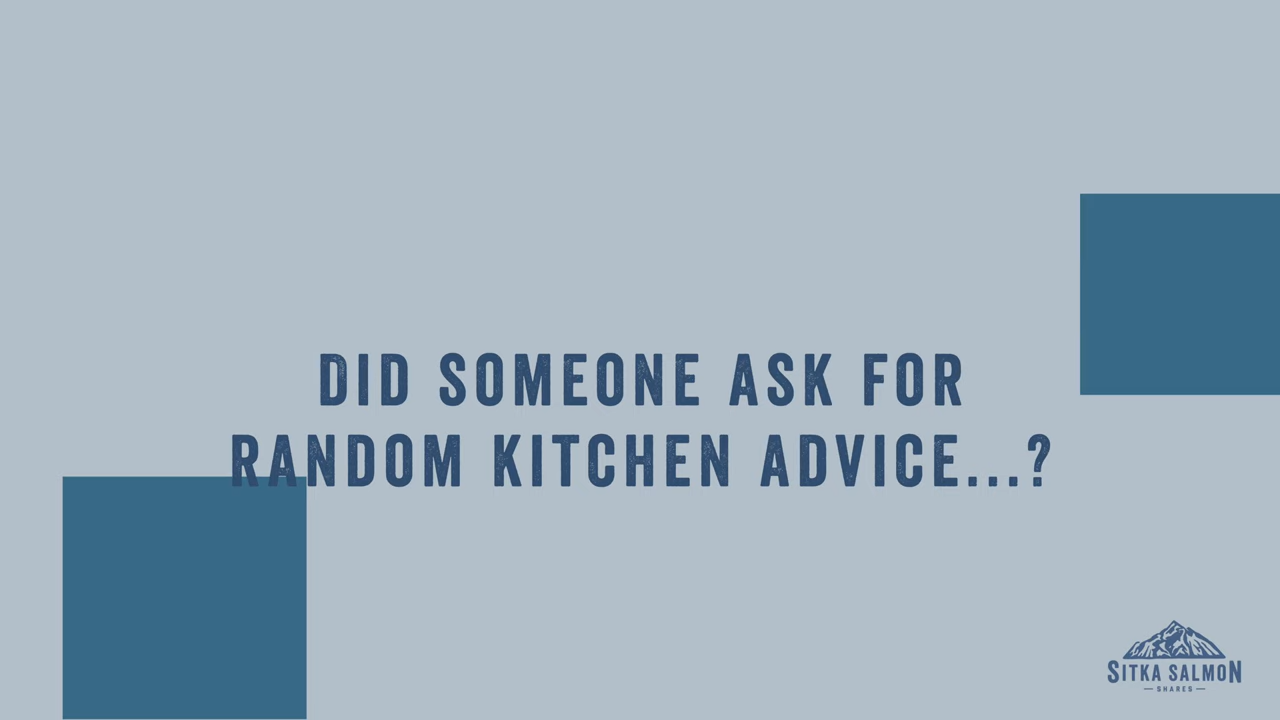 DID SOMEONE ASK FOR
RANDOM KITCHEN ADVICE...?
SITKA SALMON
SHARES